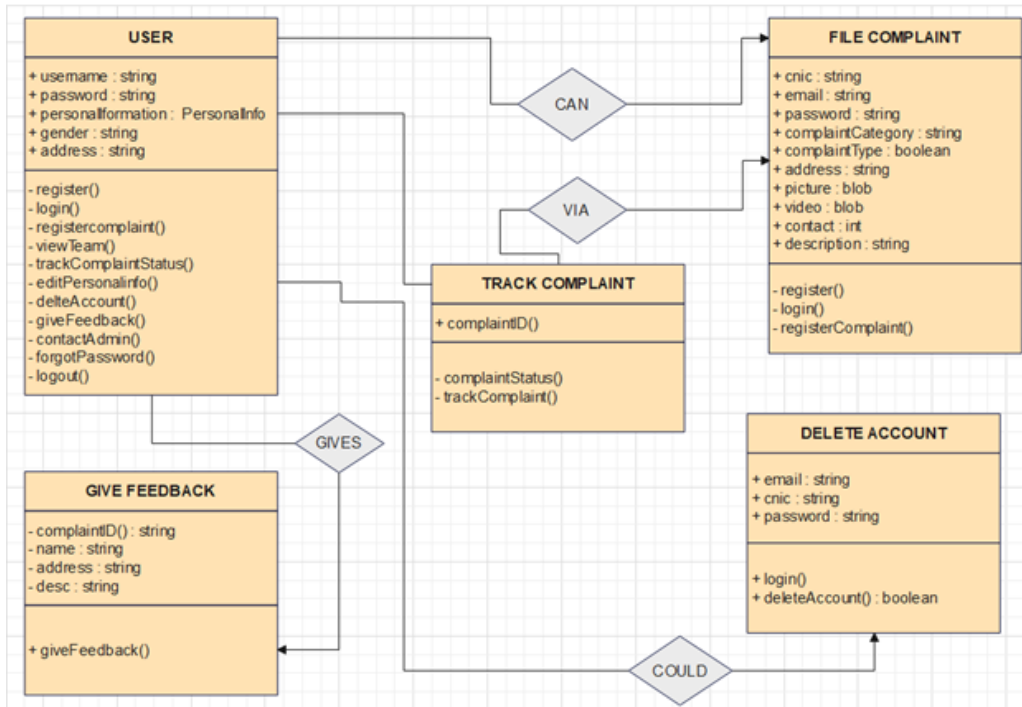 USER
+ username : string
+ password : string
+ personalIformation : PersonalInfo
+ gender : string
+ address : string
- register()
- login()
- registercomplaint()
- viewTeam()
- trackComplaintStatus()
- editPersonalinfo()
- delteAccount()
- giveFeedback()
- contactAdmin()
- forgotPassword()
- logout()
CAN
FILE COMPLAINT
+ cnic : string
+ email : string
+ password : string
+ complaintCategory : string
+ complaintType : boolean
+ address : string
+ picture : blob
+ video : blob
+ contact : int
+ description : string
- register()
- login()
- registerComplaint()
VIA
TRACK COMPLAINT
+ complaintID()
- complaintStatus()
- trackComplaint()
GIVES
GIVE FEEDBACK
- complaintID() : string
- name : string
- address : string
- desc : string
+ giveFeedback()
DELETE ACCOUNT
+ email : string
+ cnic : string
+ password : string
+ login()
+ deleteAccount() : boolean
COULD